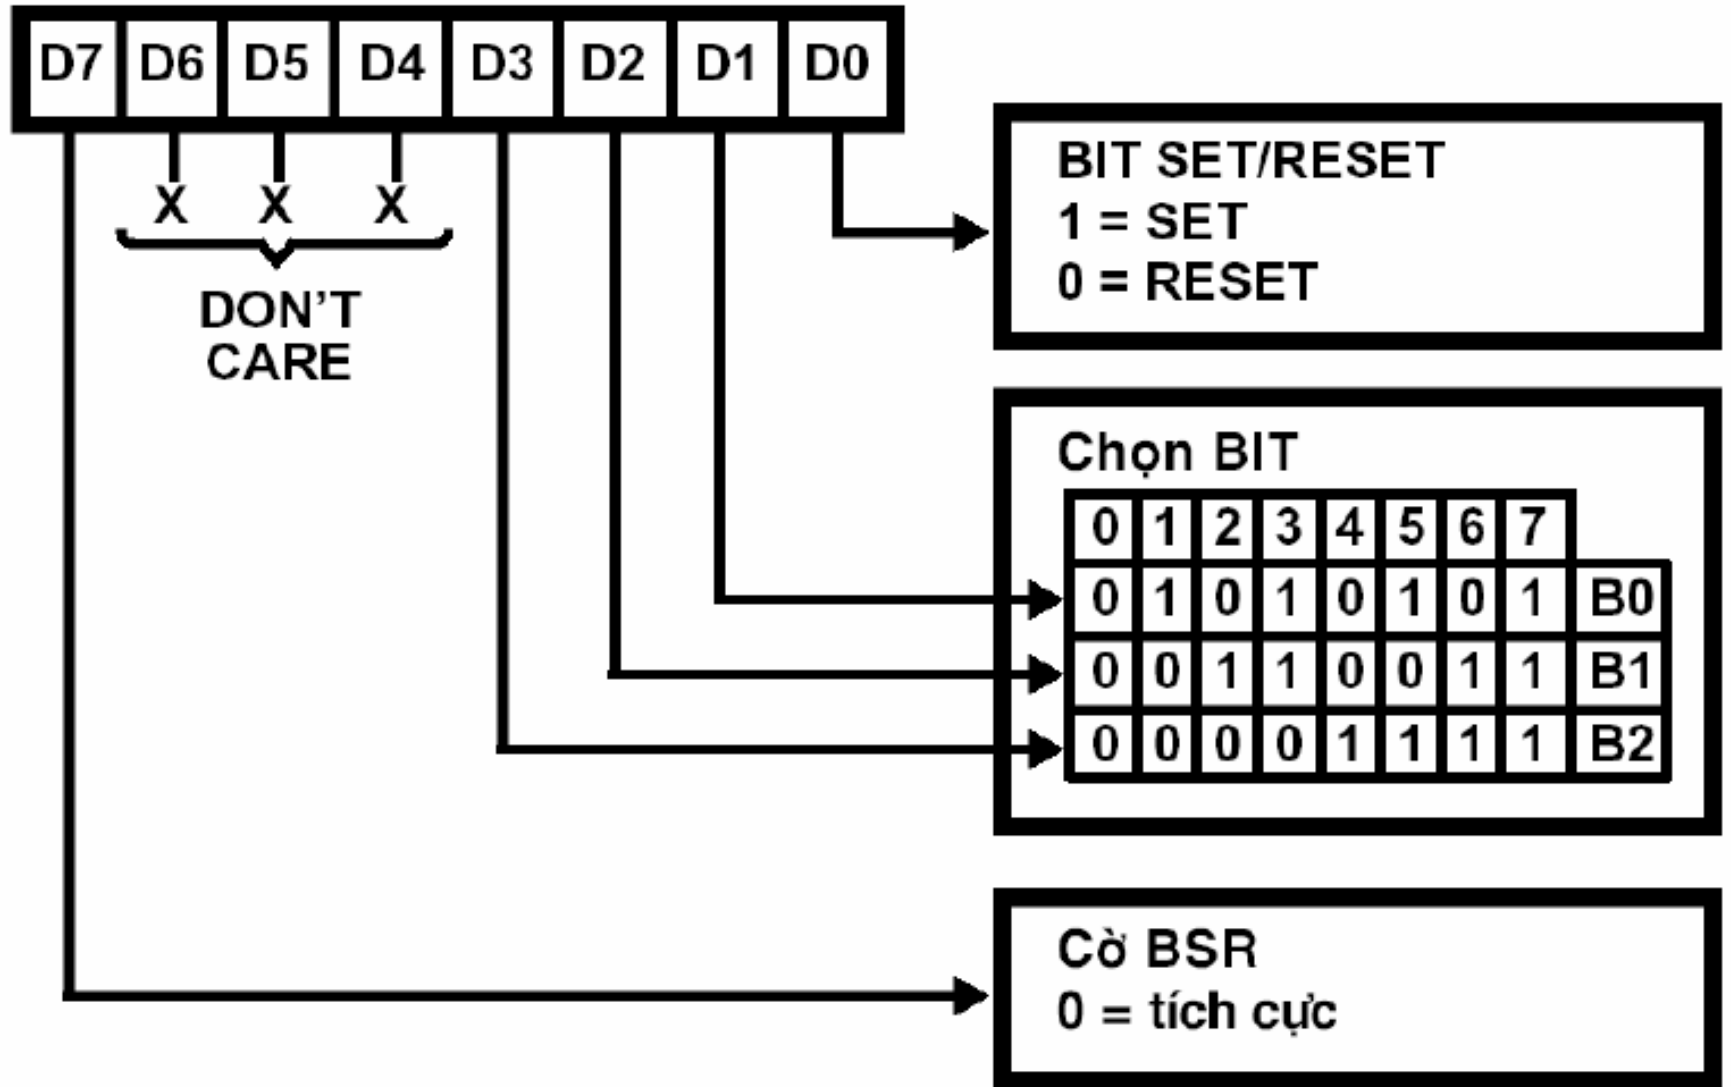 D7 D6 D5 D4 D3 D2 D1 D0
X X X
DON'T
CARE
BIT SET/RESET
1 = SET
0 = RESET
Chọn BIT
0 1 2 3 4 5 6 7
0 1 0 1 0 1 0 1 B0
0 0 1 1 0 0 1 1 B1
0 0 0 0 1 1 1 1 B2
Cờ BSR
0 = tích cực